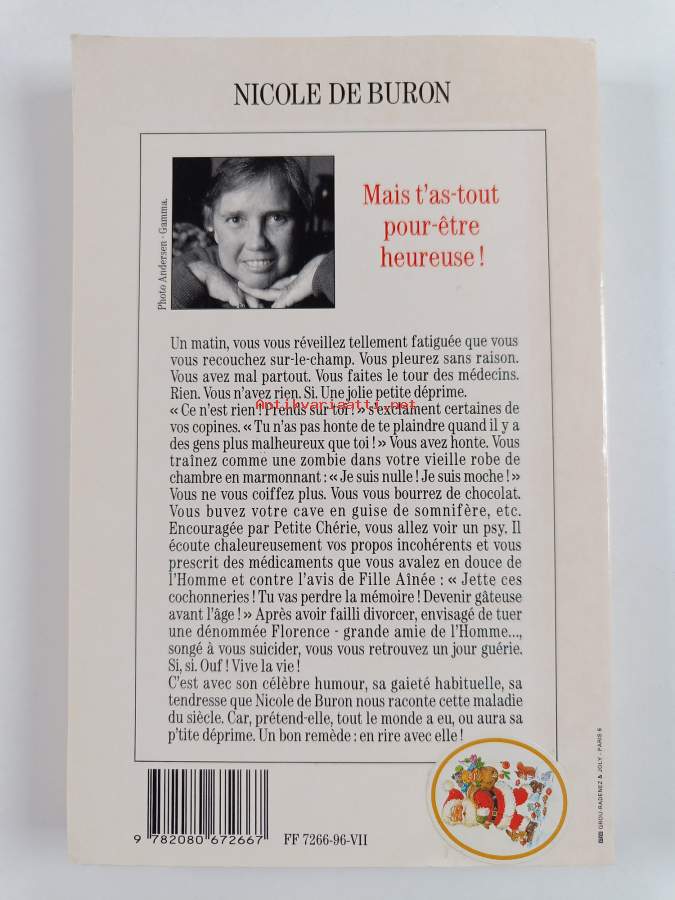 NICOLE DE BURON
Photo Andersen - Gamma.
Mais t'as-tout
pour-être
heureuse !
Un matin, vous vous réveillez tellement fatiguée que vous
vous recouchez sur-le-champ. Vous pleurez sans raison.
Vous avez mal partout. Vous faites le tour des médecins.
Rien. Vous n'avez rien. Si. Une jolie petite déprime.
Antikvariaatti.net
« Ce n'est rien ! Prends sur toi ! » s'exclament certaines de
vos copines. « Tu n'as pas honte de te plaindre quand il y a
des gens plus malheureux que toi ! » Vous avez honte. Vous
traînez comme une zombie dans votre vieille robe de
chambre en marmonnant : « Je suis nulle ! Je suis moche ! »
Vous ne vous coiffez plus. Vous vous bourrez de chocolat.
Vous buvez votre cave en guise de somnifère, etc.
Encouragée par Petite Chérie, vous allez voir un psy. Il
écoute chaleureusement vos propos incohérents et vous
prescrit des médicaments que vous avalez en douce de
l'Homme et contre l'avis de Fille Aînée : « Jette ces
cochonneries ! Tu vas perdre la mémoire ! Devenir gâteuse
avant l'âge ! » Après avoir failli divorcer, envisagé de tuer
une dénommée Florence - grande amie de l'Homme...,
songé à vous suicider, vous vous retrouvez un jour guérie.
Si, si. Ouf ! Vive la vie !
C'est avec son célèbre humour, sa gaieté habituelle, sa
tendresse que Nicole de Buron nous raconte cette maladie
du siècle. Car, prétend-elle, tout le monde a eu, ou aura sa
p'tite déprime. Un bon remède : en rire avec elle !
9 782080 672667
FF 7266-96-VII
GROU-RADENEZ & JOLY - PARIS 6